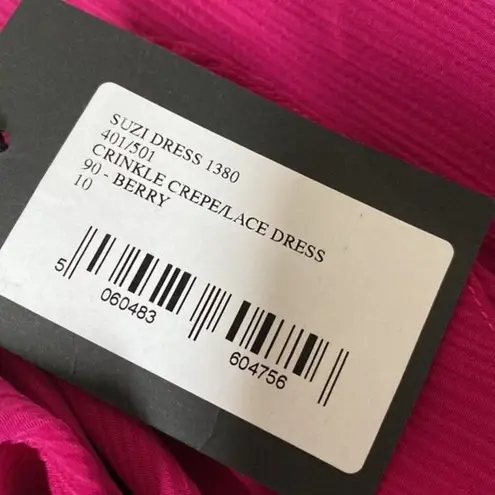 SUZI DRESS 1380
401/501
CRINKLE CREPE/LACE DRESS
90 - BERRY
10
5 060483 604756